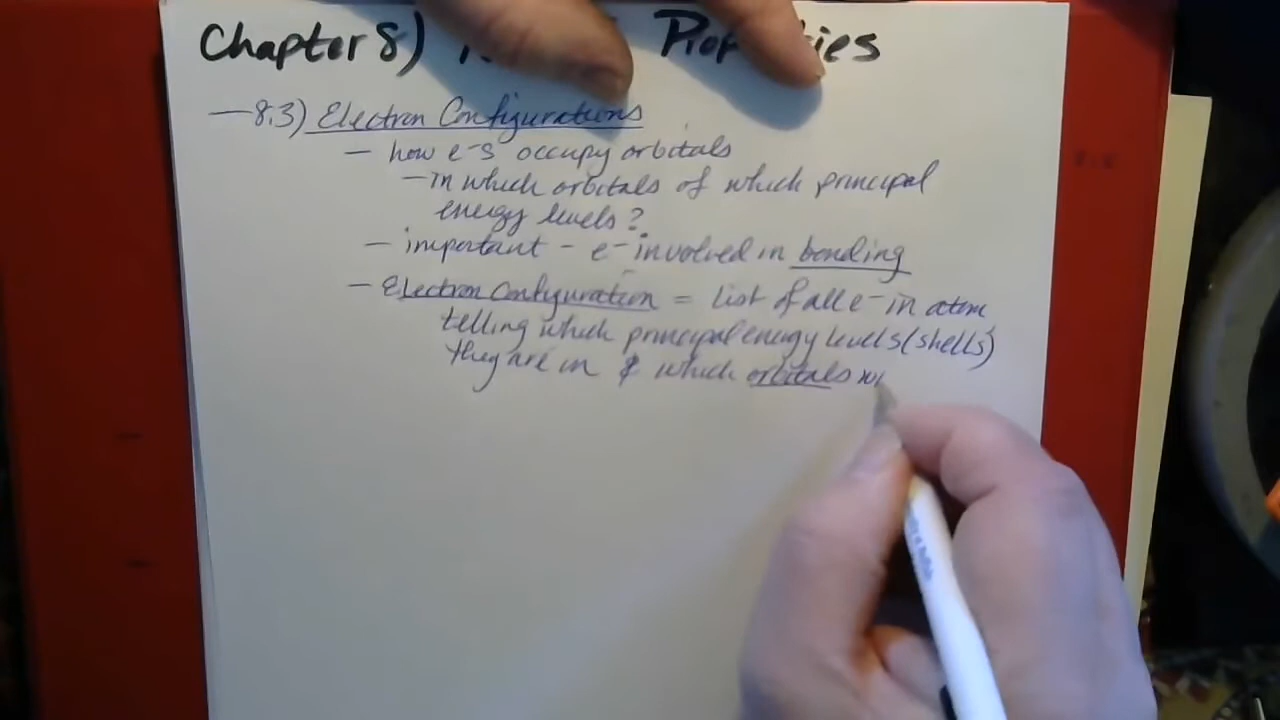 Chapter 8) Properties
— 8.3) Electron Configurations
— how e-s occupy orbitals
— in which orbitals of which principal
energy levels?
— important - e- involved in bonding
— Electron Configuration = list of all e- in atom
telling which principal energy levels (shells)
they are in & which orbitals